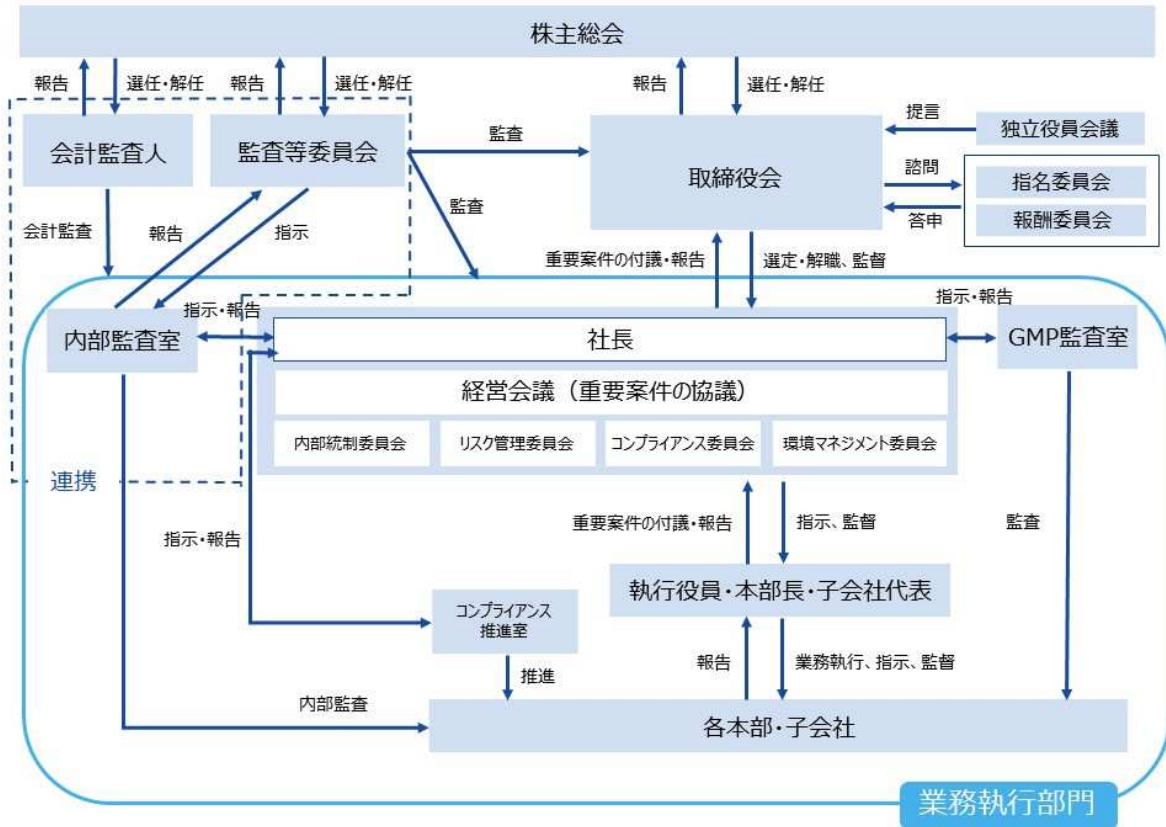 株主総会
報告
選任・解任
報告
選任・解任
報告
選任・解任
会計監査人
監査等委員会
監査
取締役会
提言
独立役員会議
諮問
答申
指名委員会
報酬委員会
会計監査
報告
指示
監査
重要案件の付議・報告
選定・解職、監督
内部監査室
指示・報告
社長
指示・報告
GMP監査室
経営会議（重要案件の協議）
内部統制委員会
リスク管理委員会
コンプライアンス委員会
環境マネジメント委員会
連携
指示・報告
重要案件の付議・報告
指示、監督
監査
執行役員・本部長・子会社代表
コンプライアンス
推進室
報告
業務執行、指示、監督
推進
内部監査
各本部・子会社
業務執行部門